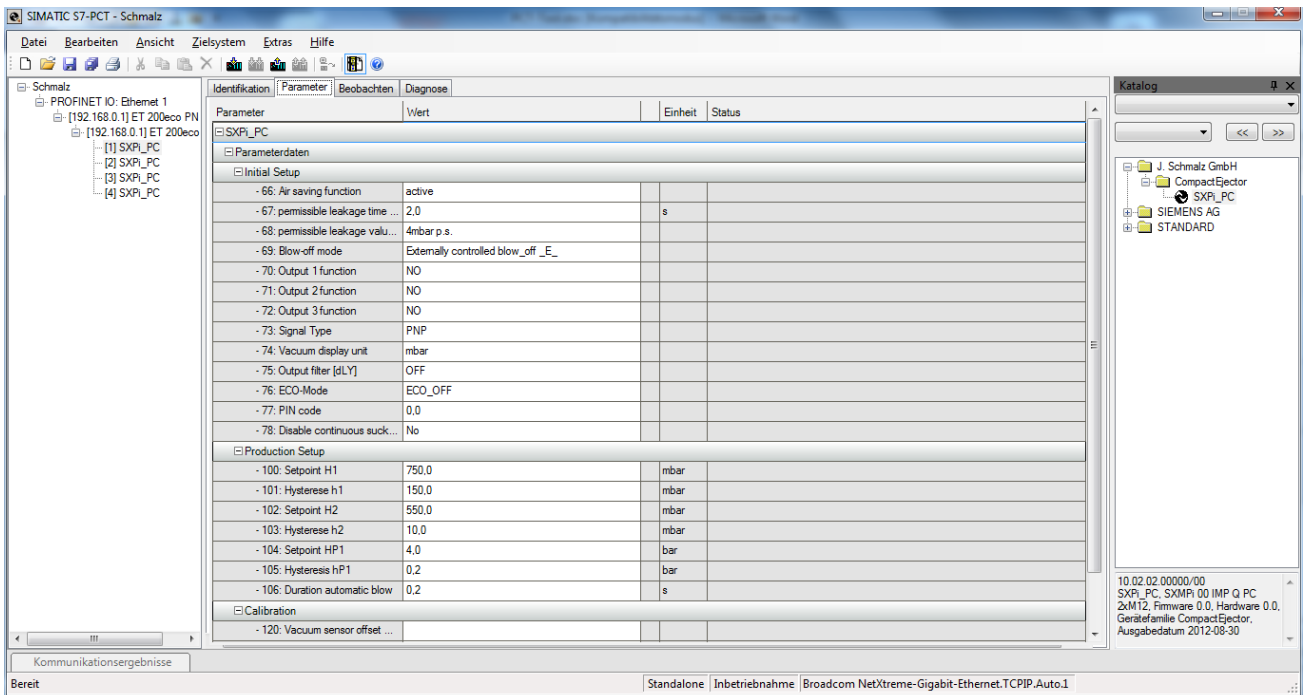 SIMATIC S7-PCT - Schmalz
Datei Bearbeiten Ansicht Zielsystem Extras Hilfe
Schmalz
PROFINET IO: Ethernet 1
[192.168.0.1] ET 200eco PN
[192.168.0.1] ET 200eco
[1] SXPi_PC
[2] SXPi_PC
[3] SXPi_PC
[4] SXPi_PC
Identifikation Parameter Beobachten Diagnose
Parameter Wert Einheit Status
SXPi_PC
Parameterdaten
Initial Setup
- 66: Air saving function active
- 67: permissible leakage time ... 2,0 s
- 68: permissible leakage valu... 4mbar p.s.
- 69: Blow-off mode Externally controlled blow_off _E_
- 70: Output 1 function NO
- 71: Output 2 function NO
- 72: Output 3 function NO
- 73: Signal Type PNP
- 74: Vacuum display unit mbar
- 75: Output filter [dLY] OFF
- 76: ECO-Mode ECO_OFF
- 77: PIN code 0,0
- 78: Disable continuous suck... No
Production Setup
- 100: Setpoint H1 750,0 mbar
- 101: Hysterese h1 150,0 mbar
- 102: Setpoint H2 550,0 mbar
- 103: Hysterese h2 10,0 mbar
- 104: Setpoint HP1 4,0 bar
- 105: Hysteresis hP1 0,2 bar
- 106: Duration automatic blow 0,2 s
Calibration
- 120: Vacuum sensor offset ...
Katalog
<< >>
J. Schmalz GmbH
CompactEjector
SXPi_PC
SIEMENS AG
STANDARD
10.02.02.00000/00
SXPi_PC, SXMPi 00 IMP Q PC
2xM12, Firmware 0.0, Hardware 0.0,
Gerätefamilie CompactEjector,
Ausgabedatum 2012-08-30
Kommunikationsergebnisse
Bereit Standalone Inbetriebnahme Broadcom NetXtreme-Gigabit-Ethernet.TCPIP.Auto.1